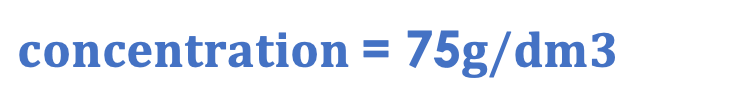 concentration = 75g/dm3